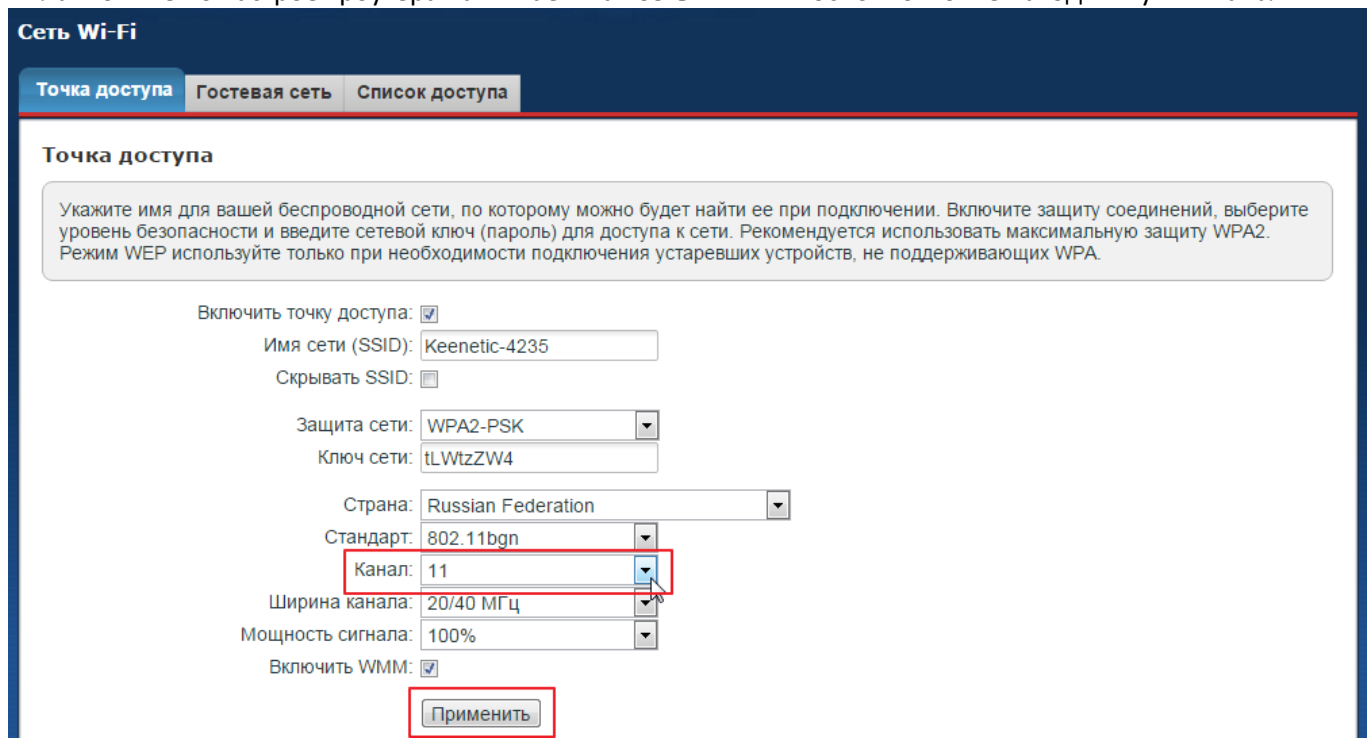 Сеть Wi-Fi
Точка доступа Гостевая сеть Список доступа
Точка доступа
Укажите имя для вашей беспроводной сети, по которому можно будет найти ее при подключении. Включите защиту соединений, выберите
уровень безопасности и введите сетевой ключ (пароль) для доступа к сети. Рекомендуется использовать максимальную защиту WPA2.
Режим WEP используйте только при необходимости подключения устаревших устройств, не поддерживающих WPA.
Включить точку доступа:
Имя сети (SSID): Keenetic-4235
Скрывать SSID:
Защита сети: WPA2-PSK
Ключ сети: tLWtzZW4
Страна: Russian Federation
Стандарт: 802.11bgn
Канал: 11
Ширина канала: 20/40 МГц
Мощность сигнала: 100%
Включить WMM:
Применить